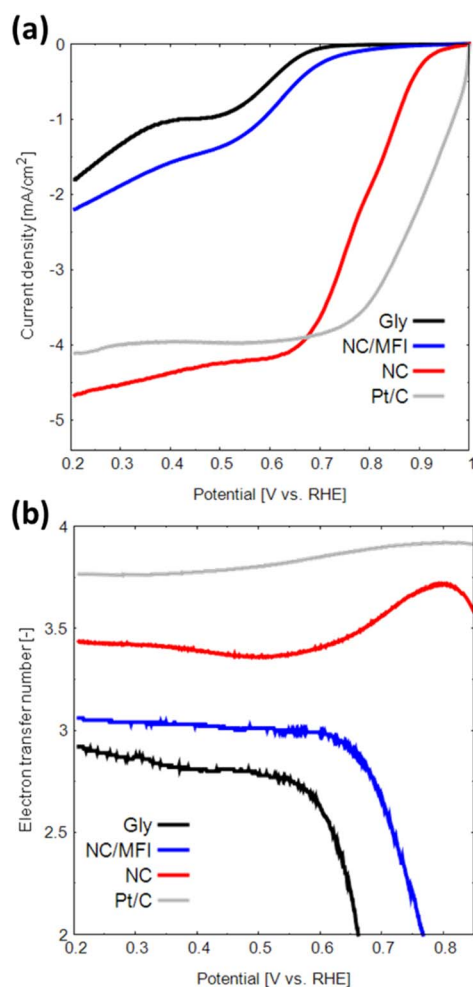 (a)
0
-1
-2
-3
-4
-5
Current density [mA/cm²]
Gly
NC/MFI
NC
Pt/C
0.2 0.3 0.4 0.5 0.6 0.7 0.8 0.9 1
Potential [V vs. RHE]
(b)
4
3.5
3
2.5
2
Electron transfer number [-]
Gly
NC/MFI
NC
Pt/C
0.2 0.3 0.4 0.5 0.6 0.7 0.8
Potential [V vs. RHE]